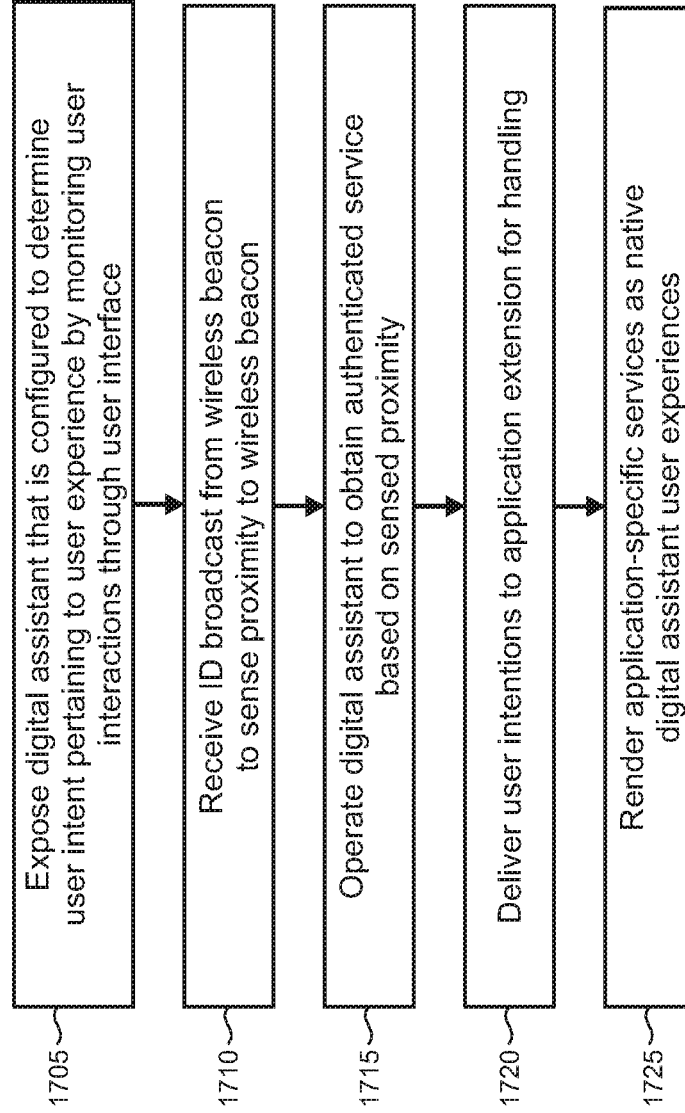 1705
Expose digital assistant that is configured to determine
user intent pertaining to user experience by monitoring user
interactions through user interface
1710
Receive ID broadcast from wireless beacon
to sense proximity to wireless beacon
1715
Operate digital assistant to obtain authenticated service
based on sensed proximity
1720
Deliver user intentions to application extension for handling
1725
Render application-specific services as native
digital assistant user experiences